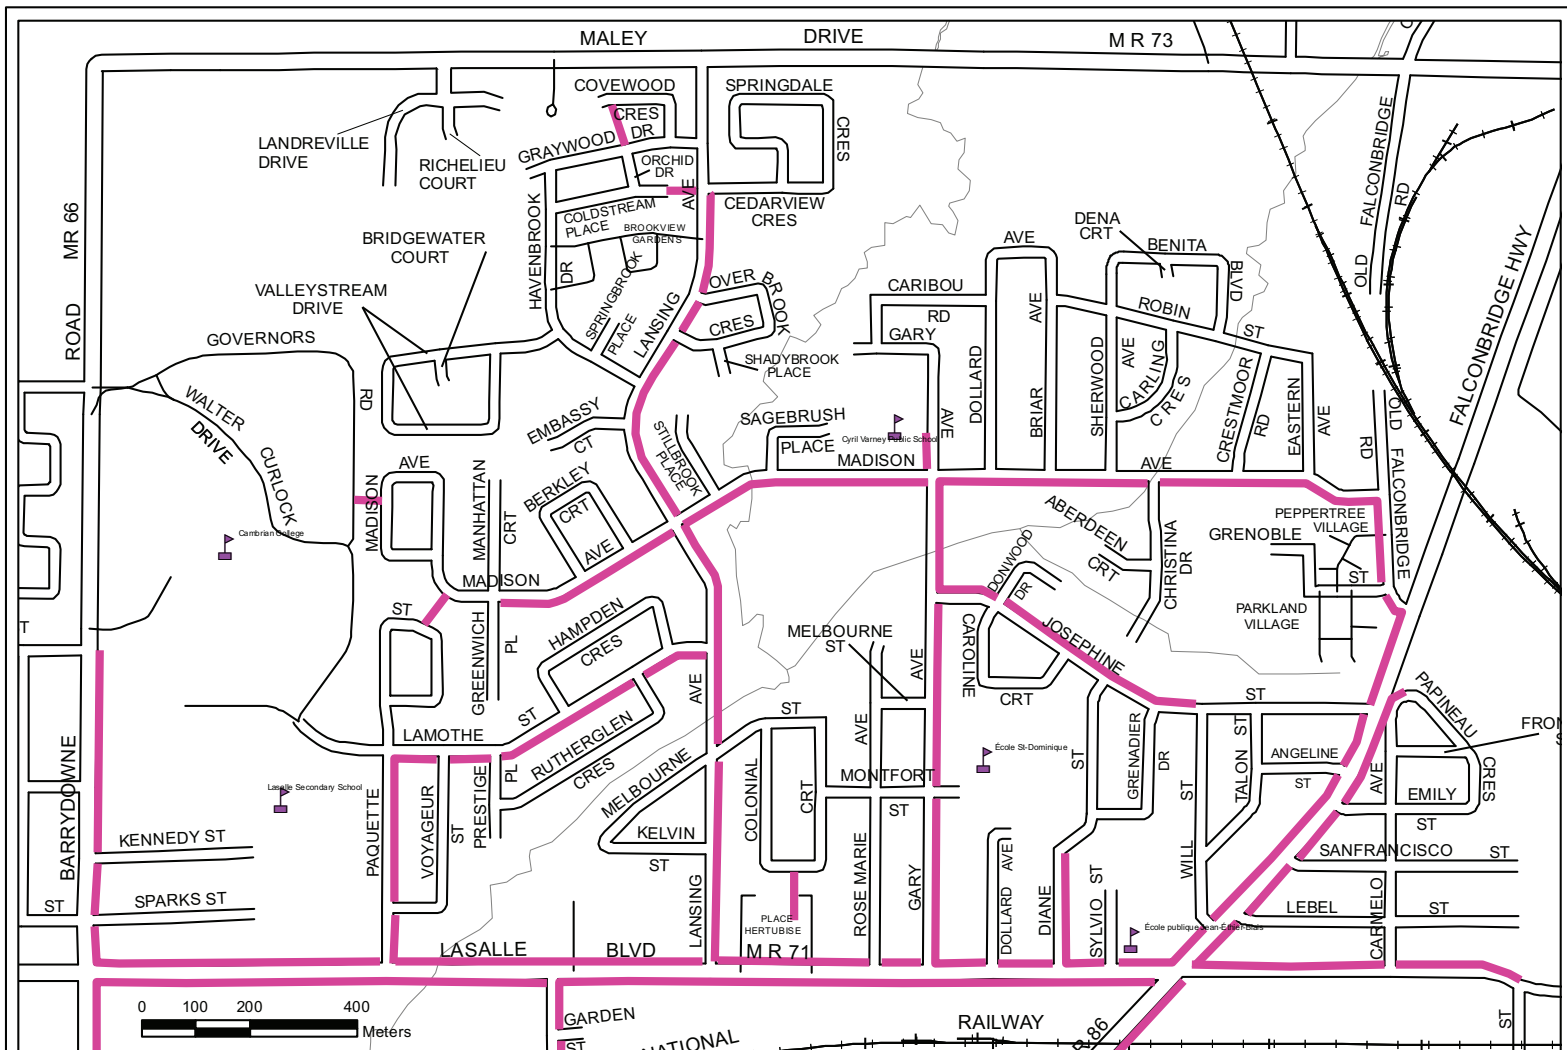 MALEY DRIVE M R 73
COVEWOOD
CRES
SPRINGDALE
CRES
LANDREVILLE
DRIVE
RICHELIEU
COURT
GRAYWOOD DR
ORCHID
DR
AVE
CEDARVIEW
CRES
COLDSTREAM
PLACE
BROOKVIEW
GARDENS
HAVENBROOK
DR
SPRINGBROOK
PLACE
LANSING
BRIDGEWATER
COURT
VALLEYSTREAM
DRIVE
MR 66
ROAD
GOVERNORS
RD
WALTER
DRIVE
CURLOCK
OVER BROOK
CRES
SHADYBROOK
PLACE
CARIBOU
RD
GARY
AVE
DOLLARD
AVE
BRIAR
AVE
DENA
CRT
BENITA
BLVD
ROBIN
ST
SHERWOOD
AVE
CARLING
CRES
CRESTMOOR
RD
EASTERN
AVE
OLD FALCONBRIDGE RD
FALCONBRIDGE HWY
OLD
FALCONBRIDGE
RD
EMBASSY
CT
STILLBROOK
PLACE
SAGEBRUSH
PLACE
Cyril Varney Public School
MADISON
AVE
AVE
MADISON
MANHATTAN
CRT
BERKLEY
CRT
AVE
MADISON
Cambrian College
ABERDEEN
CRT
CHRISTINA
DR
DONWOOD
DR
PEPPERTREE
VILLAGE
GRENOBLE
ST
PARKLAND
VILLAGE
ST
T
HAMPDEN
CRES
GREENWICH
PL
MELBOURNE
ST
AVE
CAROLINE
CRT
JOSEPHINE
ST
AVE
LAMOTHE
ST
RUTHERGLEN
CRES
MELBOURNE
ST
AVE
École St-Dominique
ST
GRENADIER
DR
TALON
ST
ANGELINE
ST
AVE
PAPINEAU
CRES
FRON
EMILY
ST
BARRYDOWNE
Lasalle Secondary School
PRESTIGE
PL
VOYAGEUR
ST
PAQUETTE
COLONIAL
CRT
MONTFORT
ST
KELVIN
ST
KENNEDY ST
SPARKS ST
ST
LANSING
PLACE
HERTUBISE
ROSE MARIE
GARY
DOLLARD
AVE
DIANE
SYLVIO
ST
WILL
ST
SANFRANCISCO
ST
LEBEL
ST
CARMELO
École publique Jean-Éthier-Blais
LASALLE BLVD M R 71
0 100 200 400
Meters
GARDEN
ST
NATIONAL
RAILWAY
R.86
ST